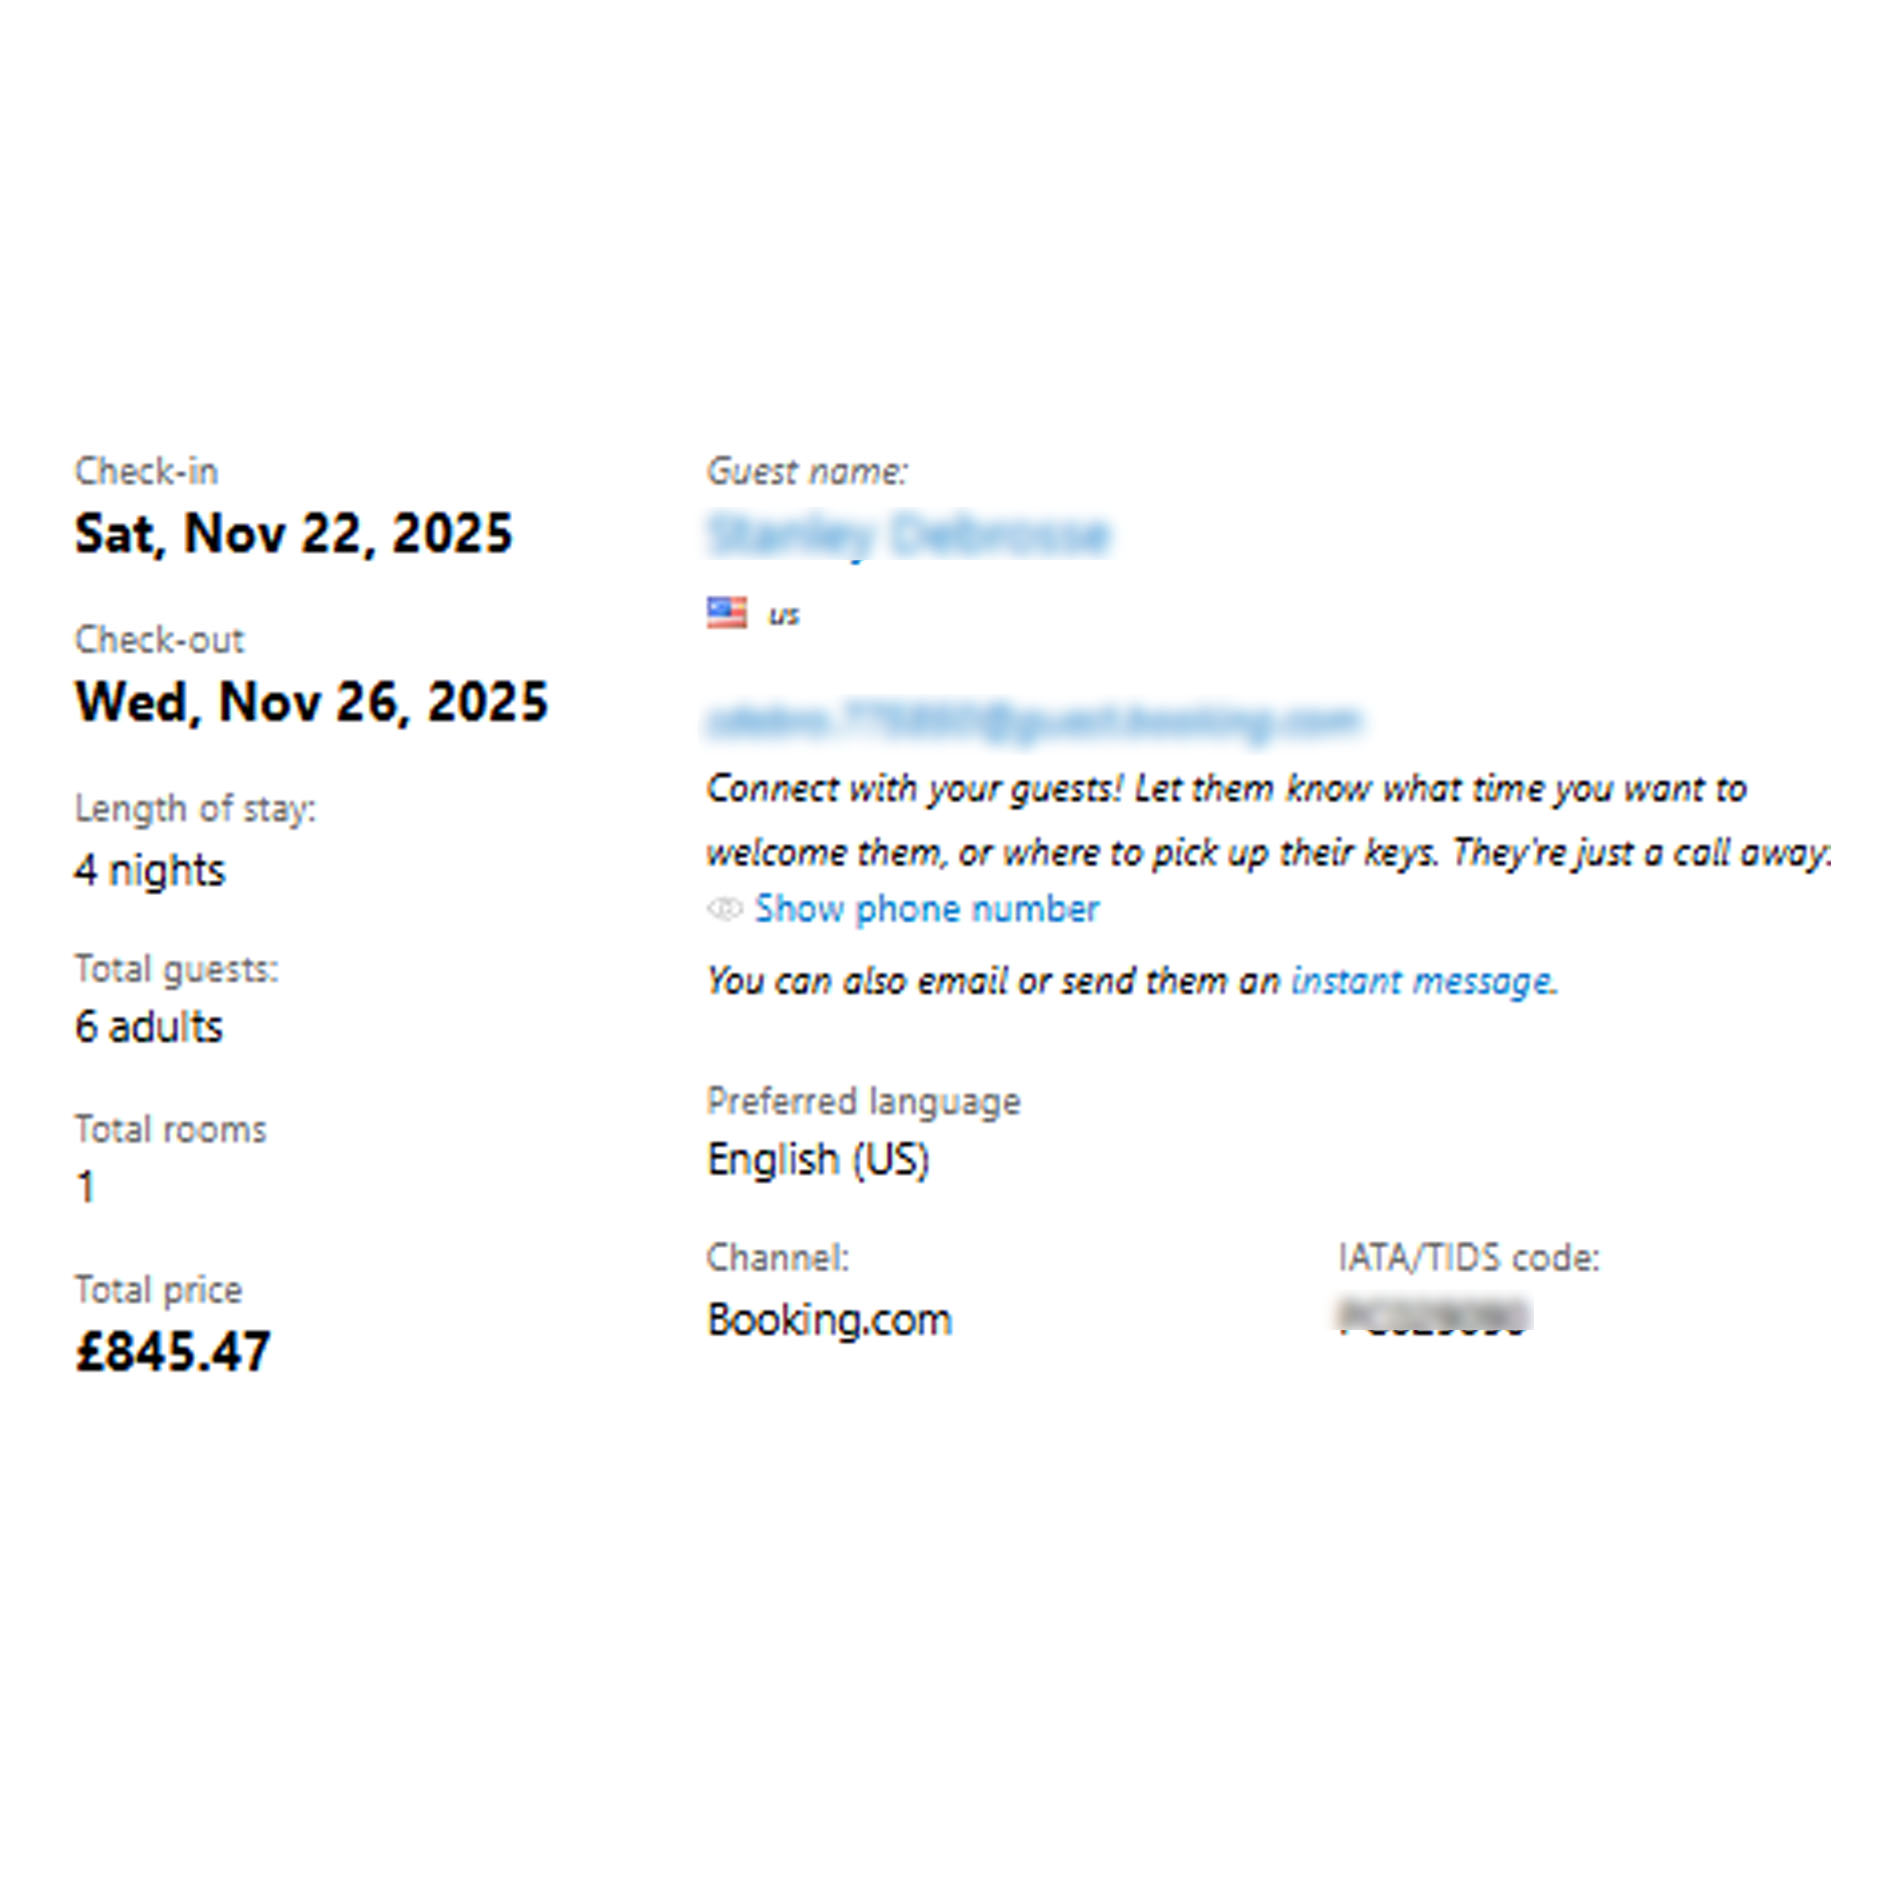 Check-in
Sat, Nov 22, 2025
Check-out
Wed, Nov 26, 2025
Length of stay:
4 nights
Total guests:
6 adults
Total rooms
1
Total price
£845.47
Guest name:
us
Connect with your guests! Let them know what time you want to
welcome them, or where to pick up their keys. They're just a call away:
Show phone number
You can also email or send them an instant message.
Preferred language
English (US)
Channel:
Booking.com
IATA/TIDS code: